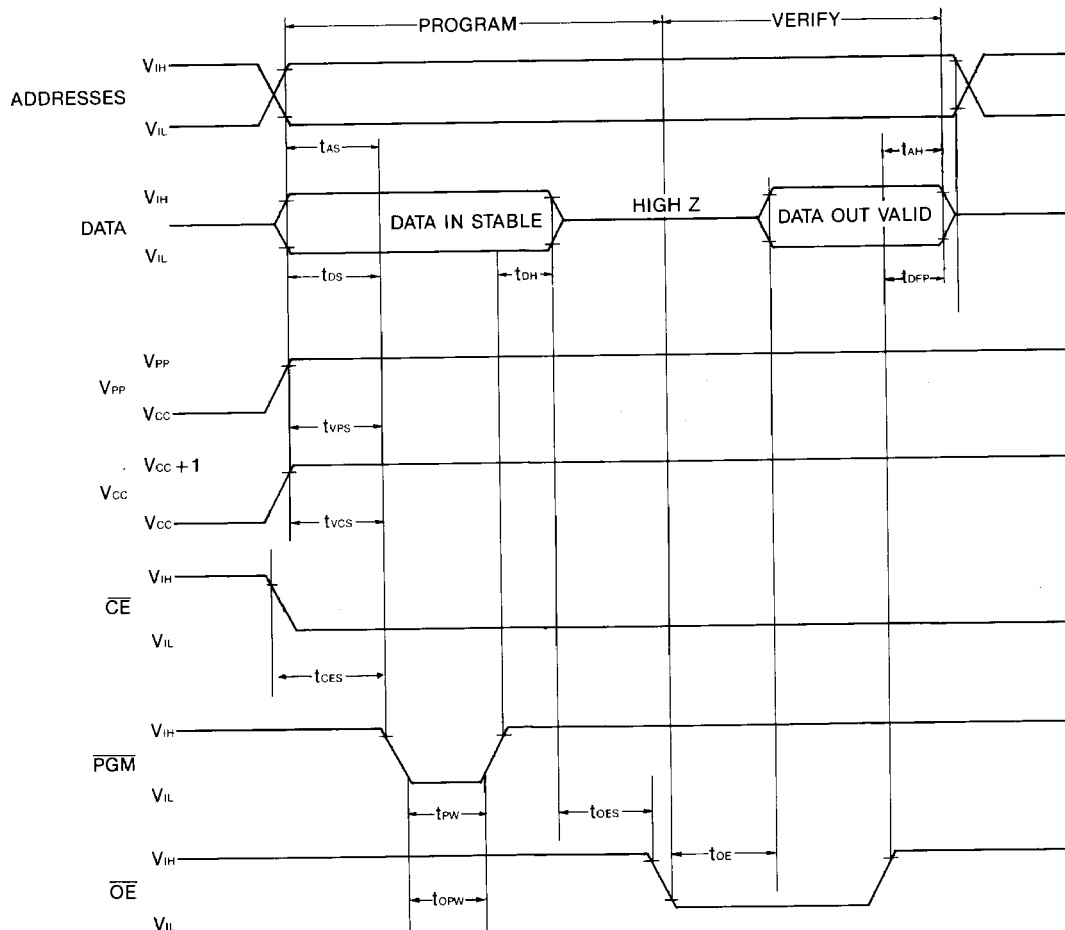 PROGRAM VERIFY
VIH
ADDRESSES
VIL
tAS tAH
VIH
DATA DATA IN STABLE HIGH Z DATA OUT VALID
VIL
tDS tDH tDFP
VPP
VPP
VCC
tVPS
VCC + 1
VCC
VCC
tVCS
VIH
CE
VIL
tCES
VIH
PGM
VIL
tPW tOES
VIH
tOE
OE
tOPW
VIL